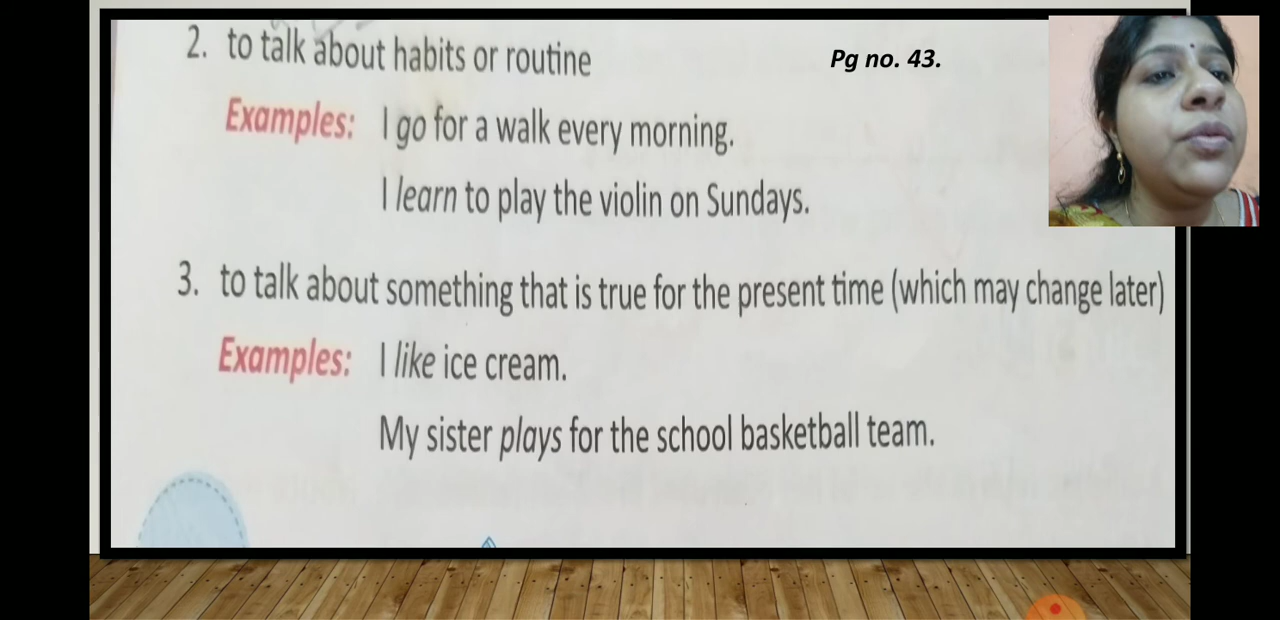 2. to talk about habits or routine
Pg no. 43.
Examples: I go for a walk every morning.
I learn to play the violin on Sundays.
3. to talk about something that is true for the present time (which may change later)
Examples: I like ice cream.
My sister plays for the school basketball team.